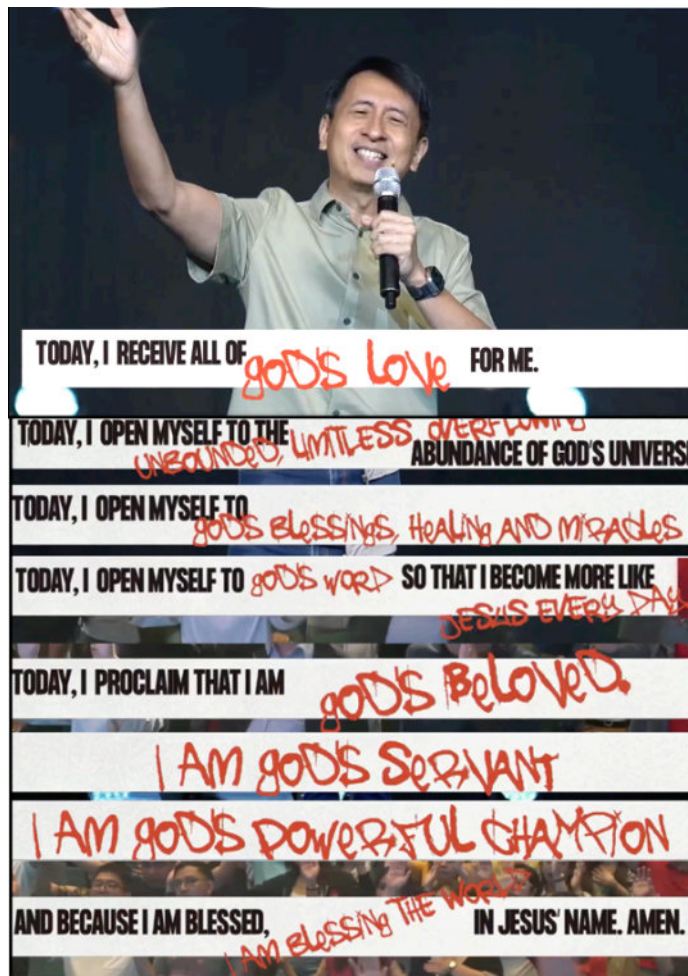 TODAY, I RECEIVE ALL OF GOD'S LOVE FOR ME.
TODAY, I OPEN MYSELF TO THE UNBOUNDED, LIMITLESS OVERFLOWING ABUNDANCE OF GOD'S UNIVERS
TODAY, I OPEN MYSELF TO GOD'S BLESSINGS, HEALING AND MIRACLES
TODAY, I OPEN MYSELF TO GOD'S WORD SO THAT I BECOME MORE LIKE JESUS EVERY DAY
TODAY, I PROCLAIM THAT I AM GOD'S BELOVED.
I AM GOD'S SERVANT
I AM GOD'S POWERFUL CHAMPION
AND BECAUSE I AM BLESSED, I AM BLESSING THE WORLD IN JESUS' NAME. AMEN.